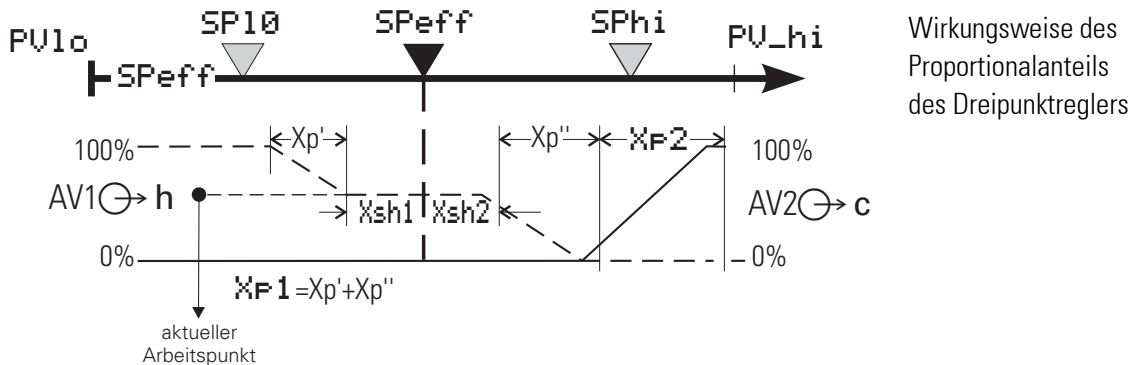 PVlo SPl0 SPeff SPhi PV_hi
SPeff
Wirkungsweise des
Proportionalanteils
des Dreipunktreglers
Xp' Xp'' Xp2
100% 100%
AV1 h AV2 c
Xsh1 Xsh2
0% 0%
Xp1=Xp'+Xp''
aktueller
Arbeitspunkt